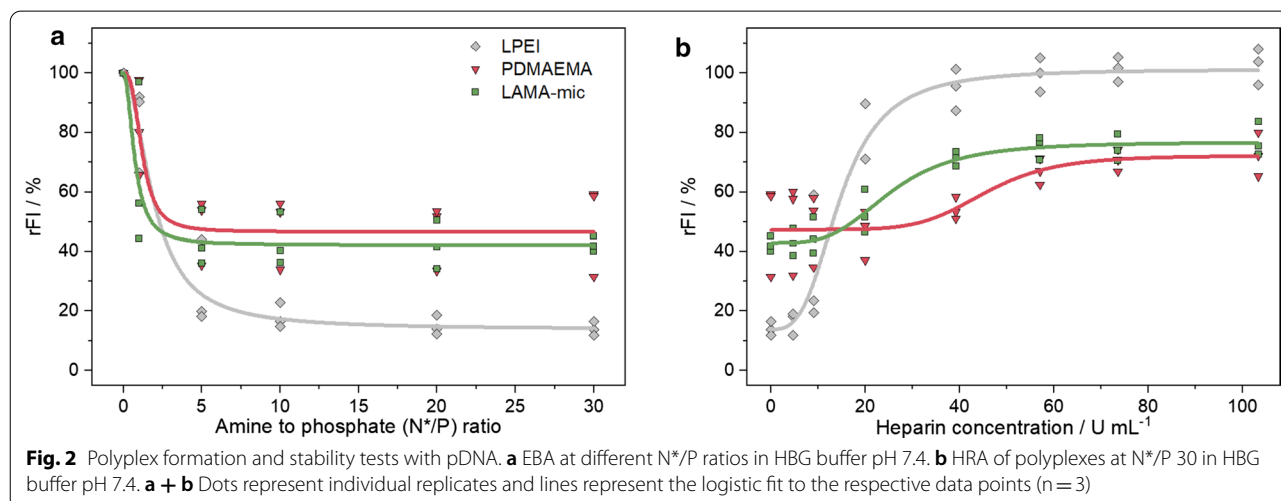 a
LPEI
PDMAEMA
LAMA-mic
rFI / %
100
80
60
40
20
0
0 5 10 15 20 25 30
Amine to phosphate (N*/P) ratio
b
rFI / %
100
80
60
40
20
0
0 20 40 60 80 100
Heparin concentration / U mL⁻¹
Fig. 2 Polyplex formation and stability tests with pDNA. a EBA at different N*/P ratios in HBG buffer pH 7.4. b HRA of polyplexes at N*/P 30 in HBG
buffer pH 7.4. a + b Dots represent individual replicates and lines represent the logistic fit to the respective data points (n = 3)